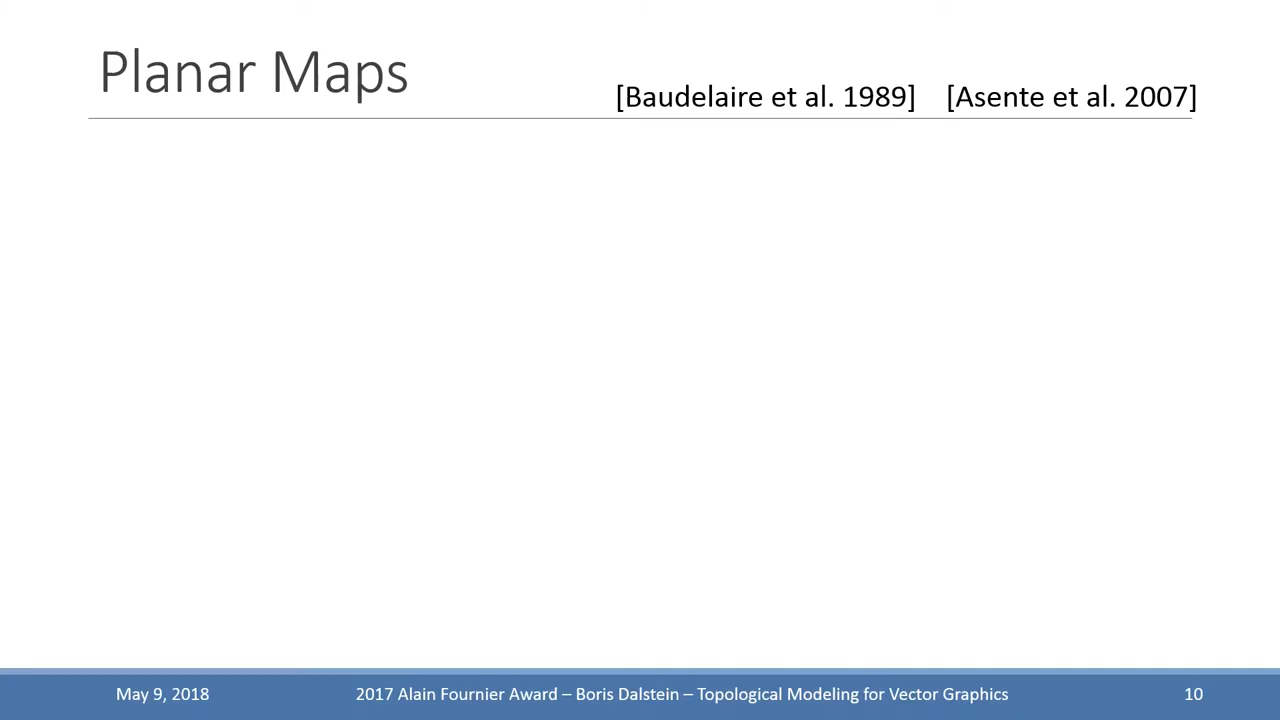 Planar Maps
[Baudelaire et al. 1989] [Asente et al. 2007]
May 9, 2018 2017 Alain Fournier Award – Boris Dalstein – Topological Modeling for Vector Graphics 10